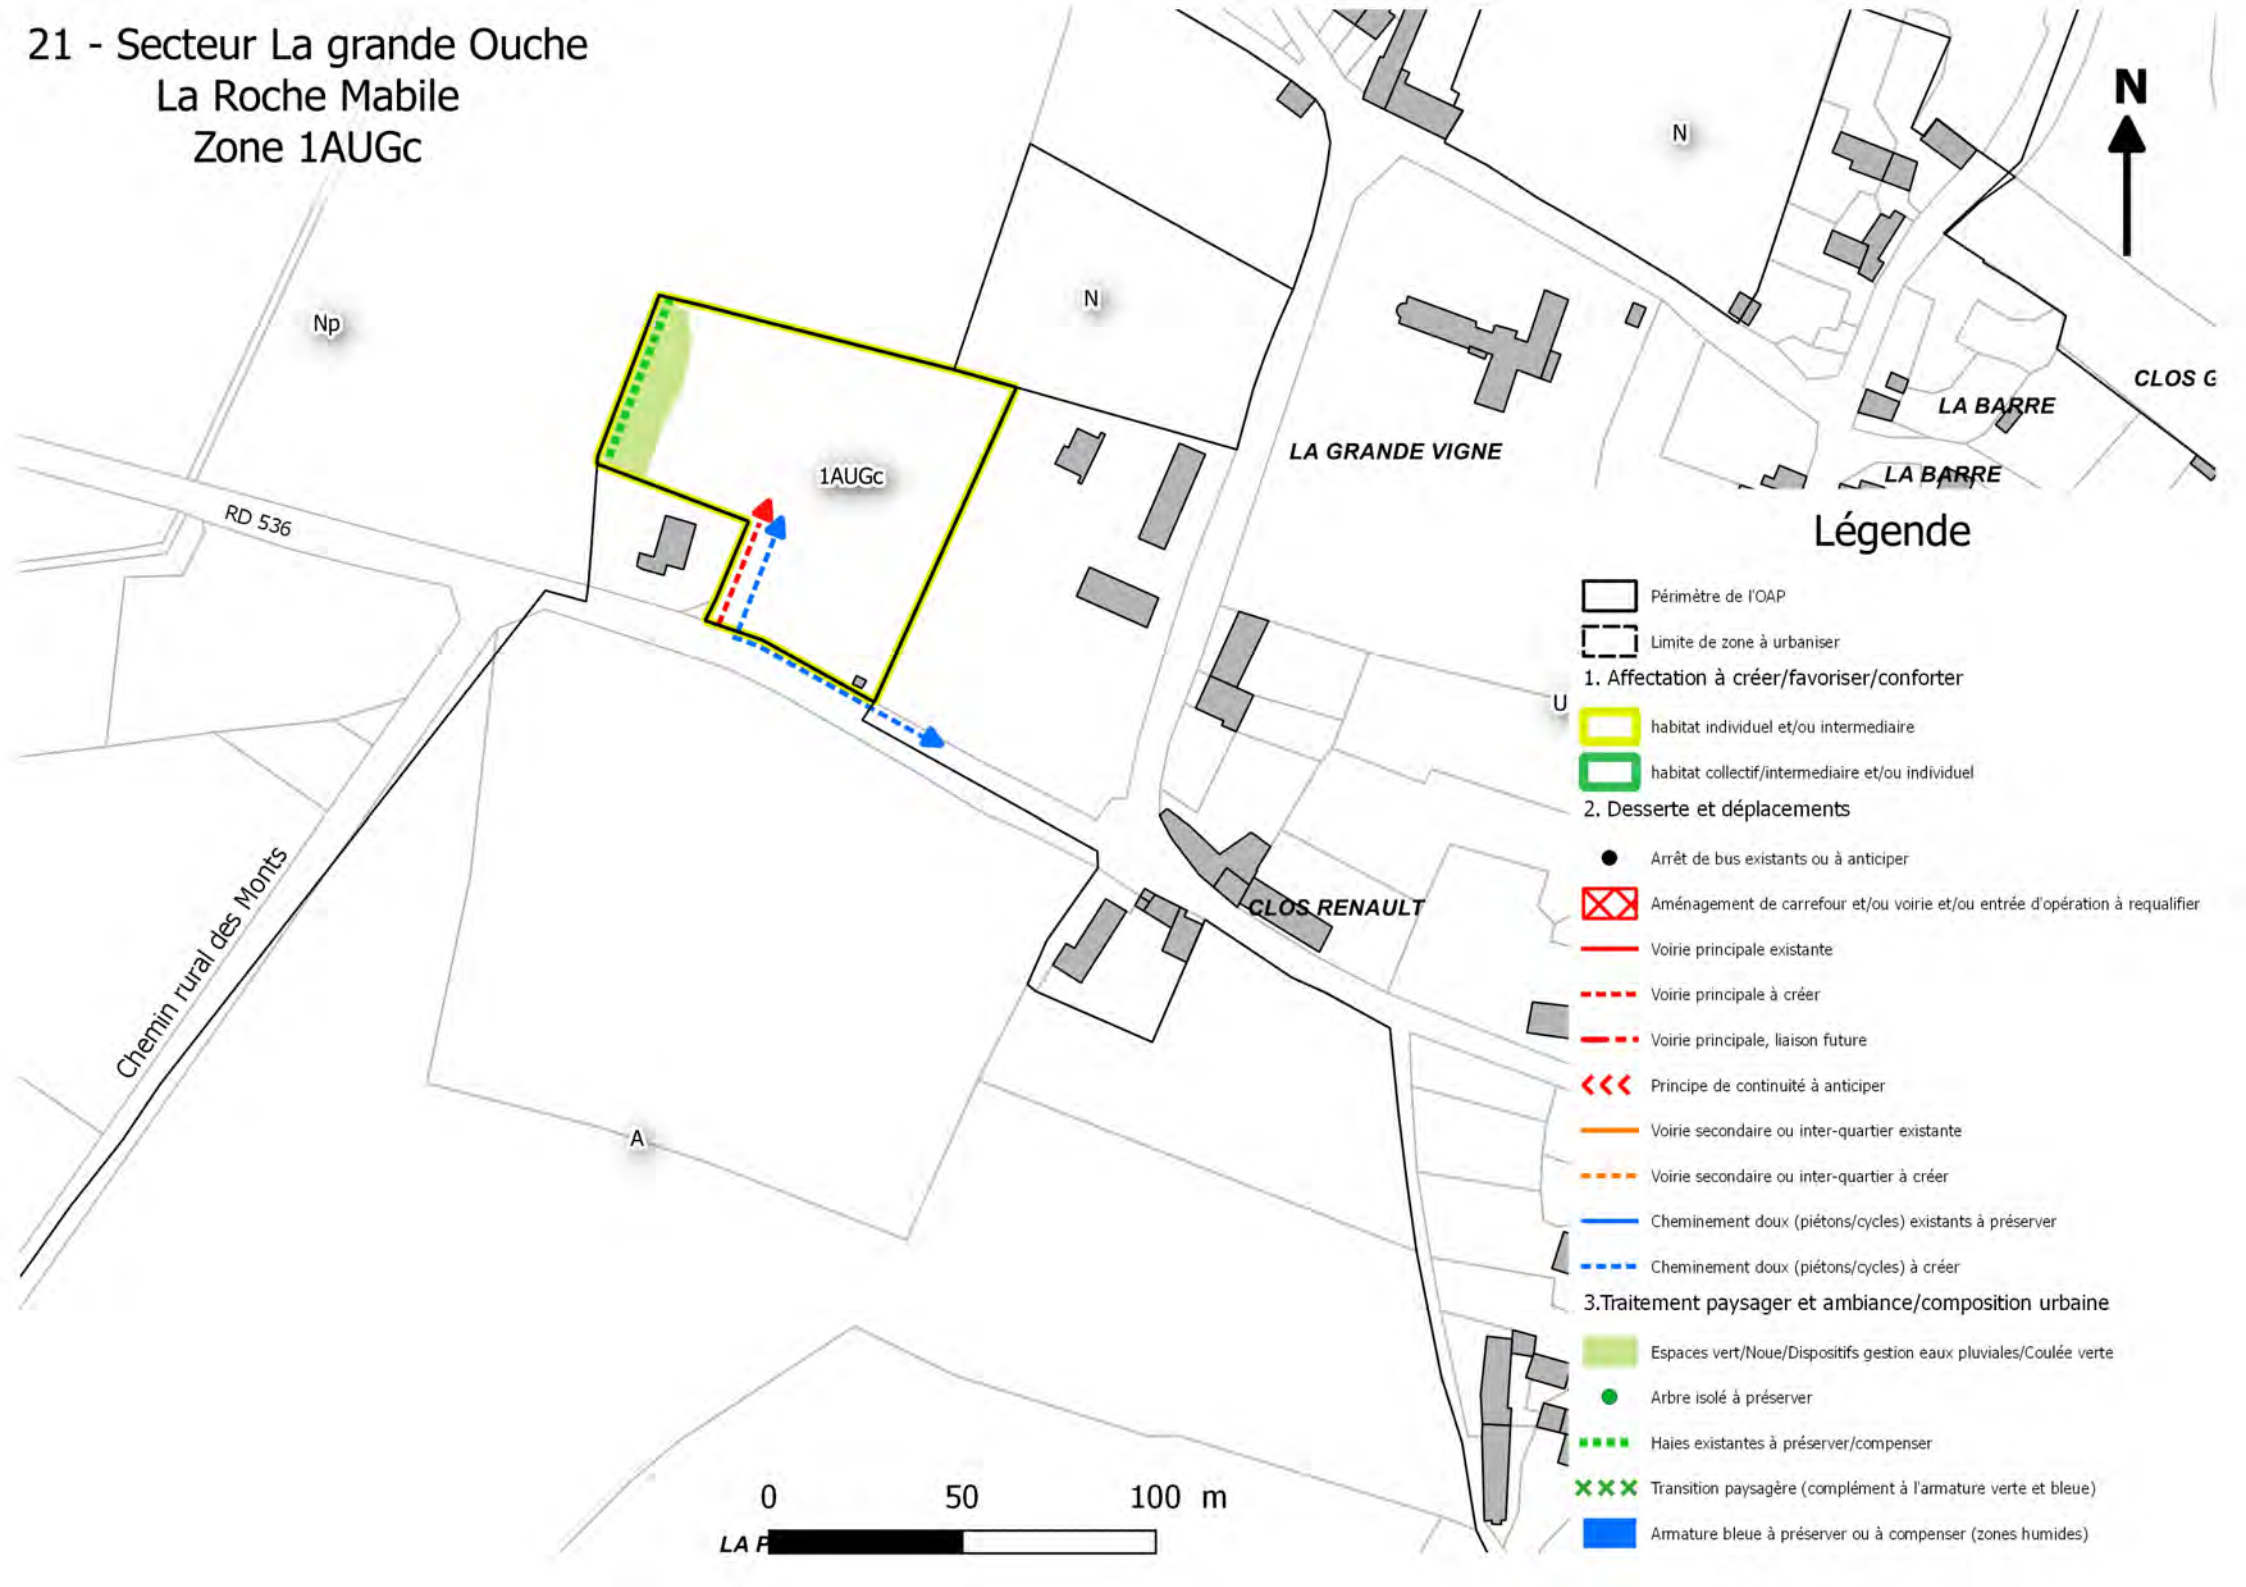 21 - Secteur La grande Ouche
La Roche Mabile
Zone 1AUGc
N
N
Np
N
CLOS G
LA BARRE
LA GRANDE VIGNE
LA BARRE
1AUGc
RD 536
U
CLOS RENAULT
Chemin rural des Monts
A
0 50 100 m
LA P
Légende
Périmètre de l'OAP
Limite de zone à urbaniser
1. Affectation à créer/favoriser/conforter
habitat individuel et/ou intermediaire
habitat collectif/intermediaire et/ou individuel
2. Desserte et déplacements
Arrêt de bus existants ou à anticiper
Aménagement de carrefour et/ou voirie et/ou entrée d'opération à requalifier
Voirie principale existante
Voirie principale à créer
Voirie principale, liaison future
Principe de continuité à anticiper
Voirie secondaire ou inter-quartier existante
Voirie secondaire ou inter-quartier à créer
Cheminement doux (piétons/cycles) existants à préserver
Cheminement doux (piétons/cycles) à créer
3.Traitement paysager et ambiance/composition urbaine
Espaces vert/Noue/Dispositifs gestion eaux pluviales/Coulée verte
Arbre isolé à préserver
Haies existantes à préserver/compenser
Transition paysagère (complément à l'armature verte et bleue)
Armature bleue à préserver ou à compenser (zones humides)